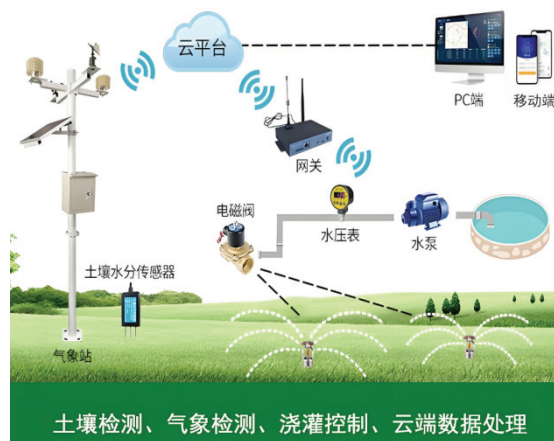 云平台
PC端
移动端
网关
电磁阀
水压表
水泵
土壤水分传感器
气象站
土壤检测、气象检测、浇灌控制、云端数据处理